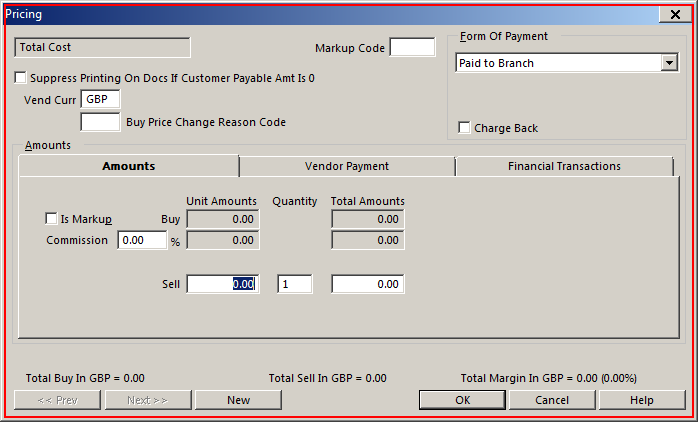 Pricing
Total Cost
Markup Code
Form Of Payment
Paid to Branch
Suppress Printing On Docs If Customer Payable Amt Is 0
Vend Curr GBP
Buy Price Change Reason Code
Charge Back
Amounts
Amounts Vendor Payment Financial Transactions
Unit Amounts Quantity Total Amounts
Is Markup Buy 0.00 0.00
Commission 0.00 % 0.00 0.00
Sell 0.00 1 0.00
Total Buy In GBP = 0.00 Total Sell In GBP = 0.00 Total Margin In GBP = 0.00 (0.00%)
<< Prev Next >> New OK Cancel Help